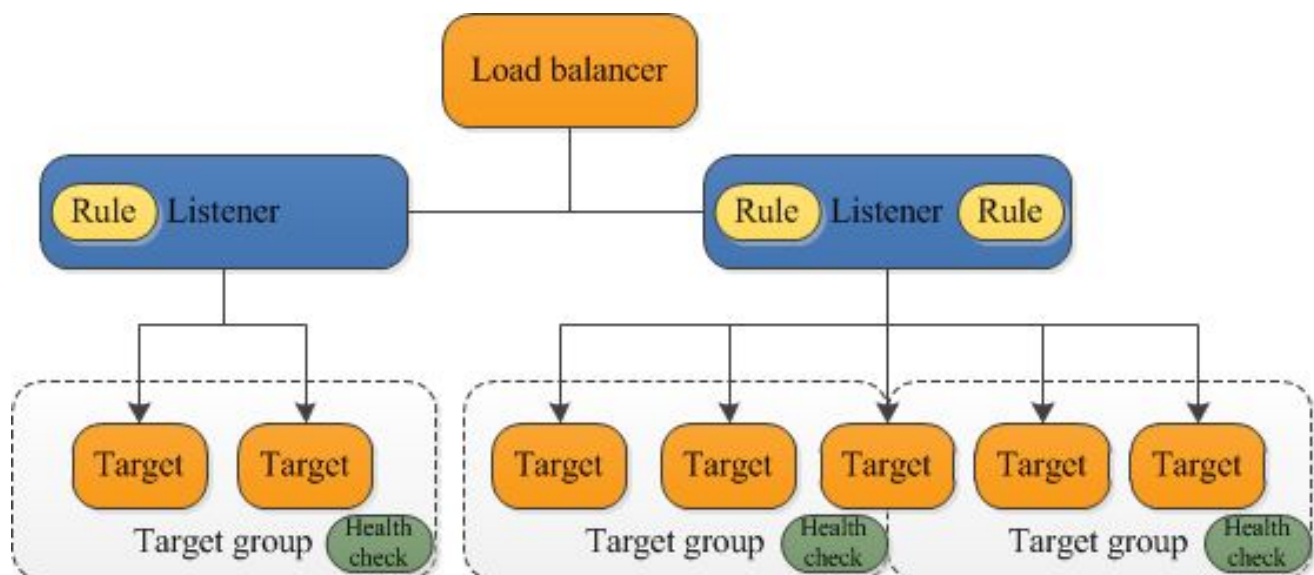 Load balancer
Rule Listener
Rule Listener Rule
Target Target
Target Target Target Target Target
Target group Health check
Target group Health check
Target group Health check